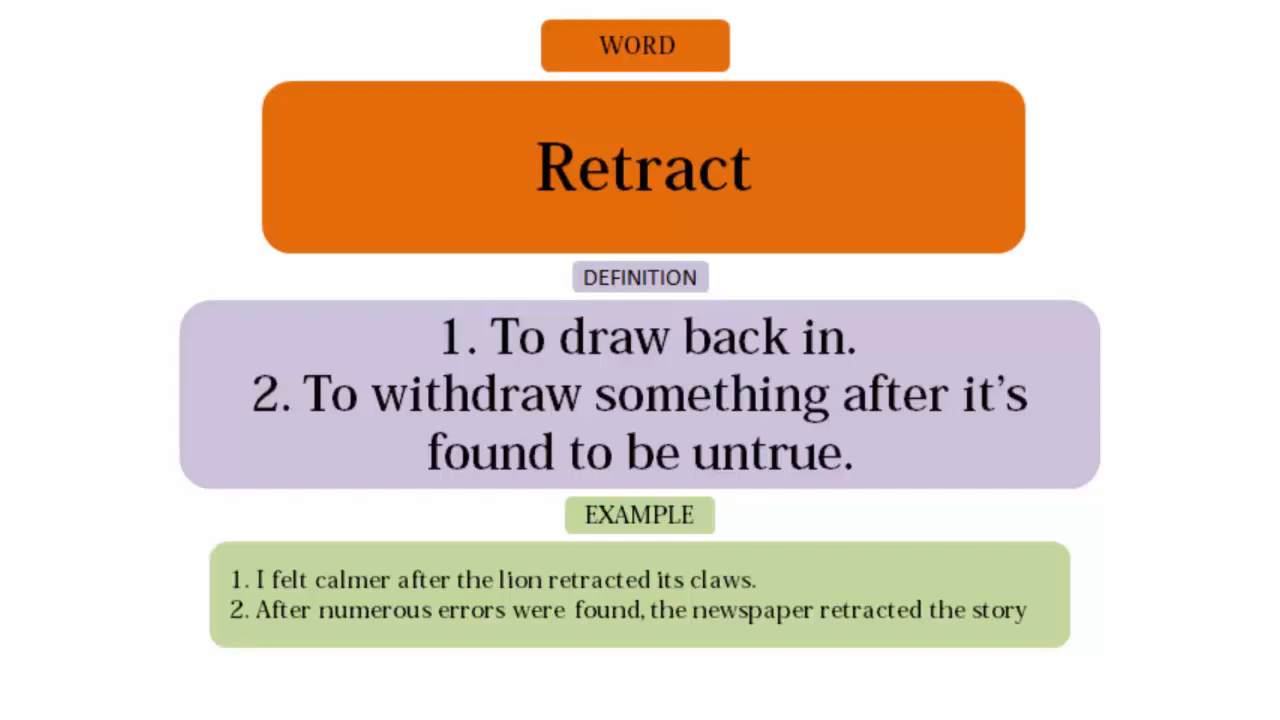 WORD
Retract
DEFINITION
1. To draw back in.
2. To withdraw something after it’s
found to be untrue.
EXAMPLE
1. I felt calmer after the lion retracted its claws.
2. After numerous errors were found, the newspaper retracted the story